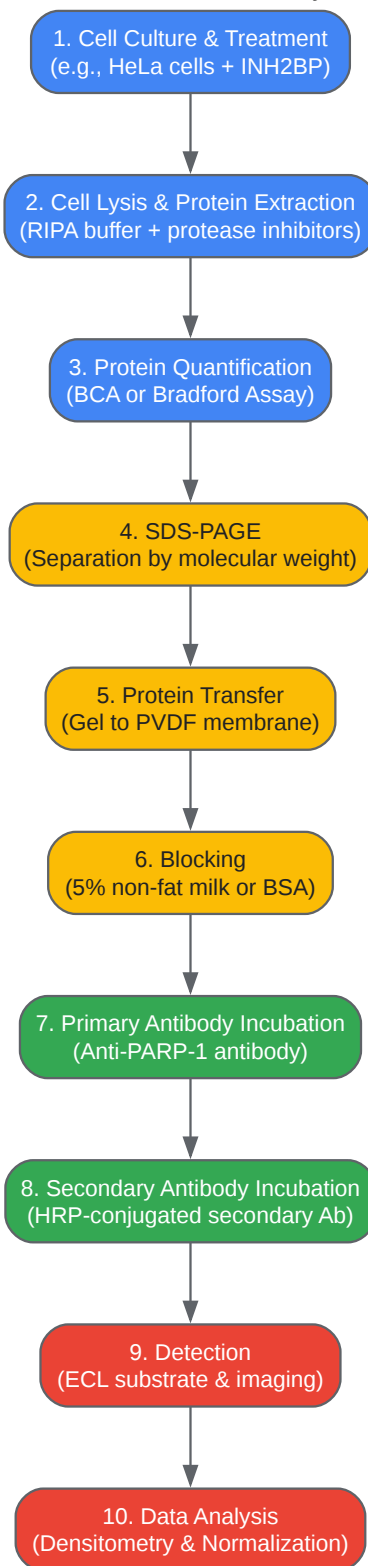 1. Cell Culture & Treatment
(e.g., HeLa cells + INH2BP)
2. Cell Lysis & Protein Extraction
(RIPA buffer + protease inhibitors)
3. Protein Quantification
(BCA or Bradford Assay)
4. SDS-PAGE
(Separation by molecular weight)
5. Protein Transfer
(Gel to PVDF membrane)
6. Blocking
(5% non-fat milk or BSA)
7. Primary Antibody Incubation
(Anti-PARP-1 antibody)
8. Secondary Antibody Incubation
(HRP-conjugated secondary Ab)
9. Detection
(ECL substrate & imaging)
10. Data Analysis
(Densitometry & Normalization)